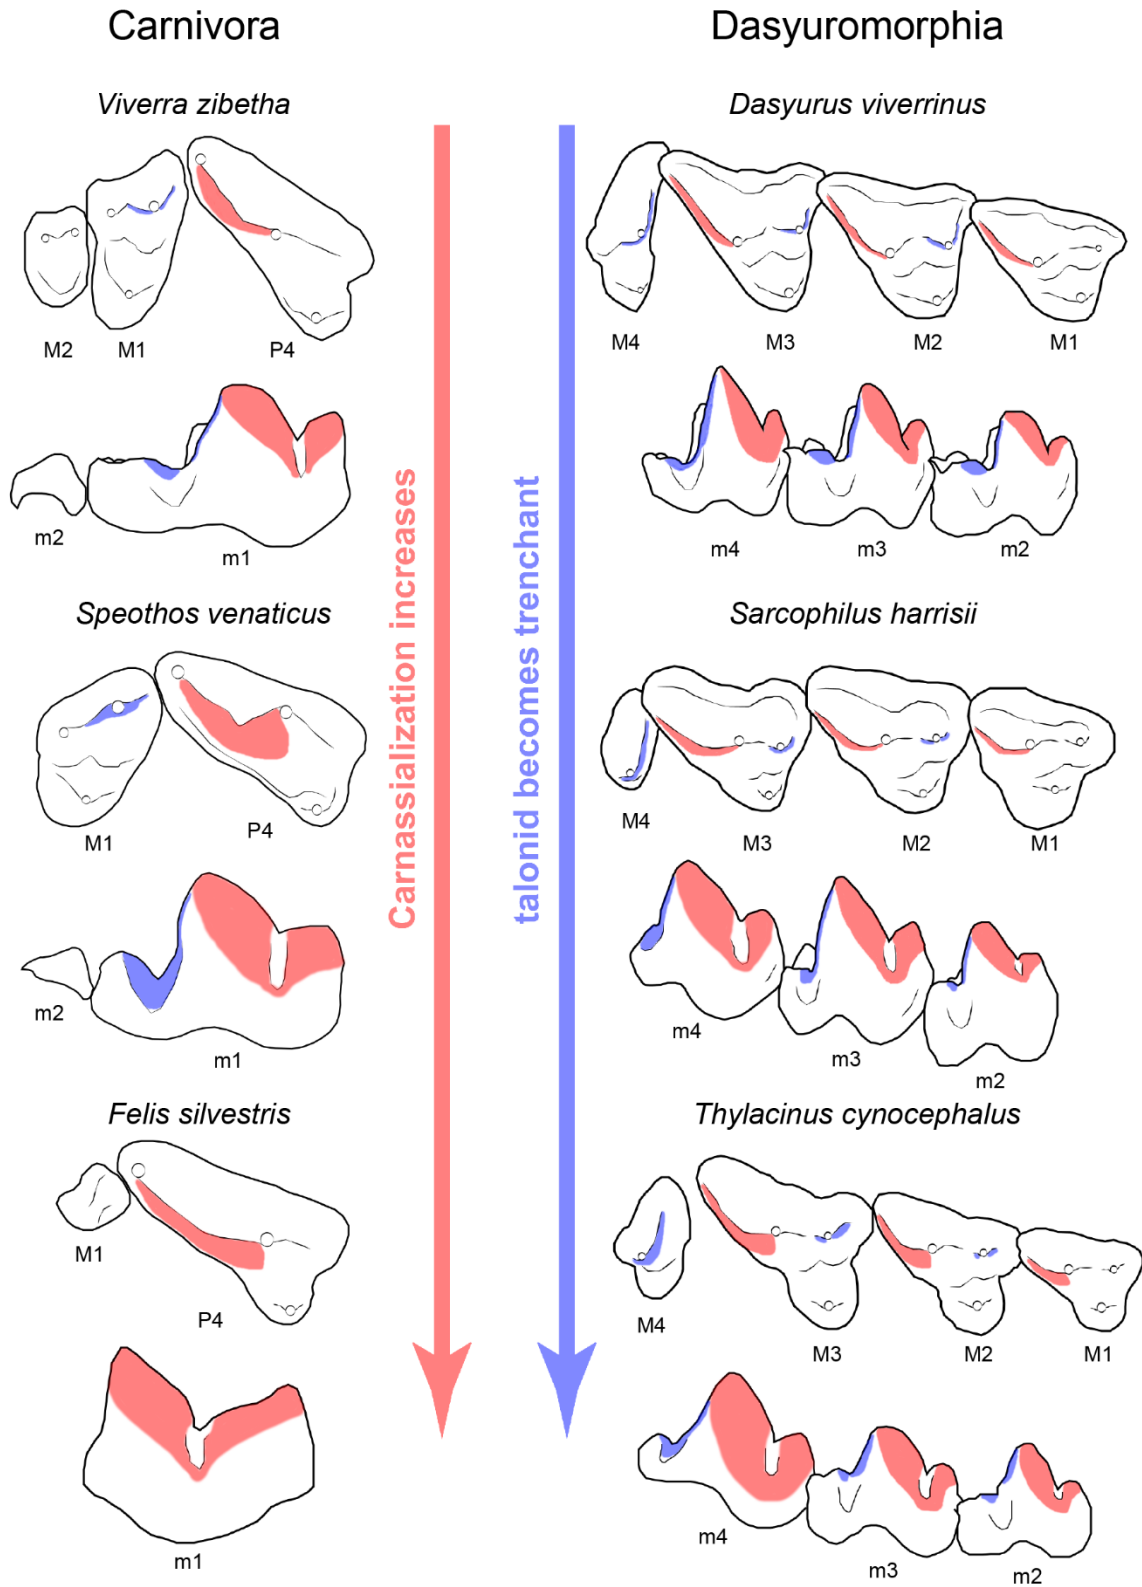 Carnivora
Dasyuromorphia
Viverra zibetha
Dasyurus viverrinus
M2
M1
P4
M4
M3
M2
M1
m2
m1
m4
m3
m2
Carnassialization increases
talonid becomes trenchant
Speothos venaticus
Sarcophilus harrisii
M1
P4
M4
M3
M2
M1
m2
m1
m4
m3
m2
Felis silvestris
Thylacinus cynocephalus
M1
P4
M4
M3
M2
M1
m1
m4
m3
m2